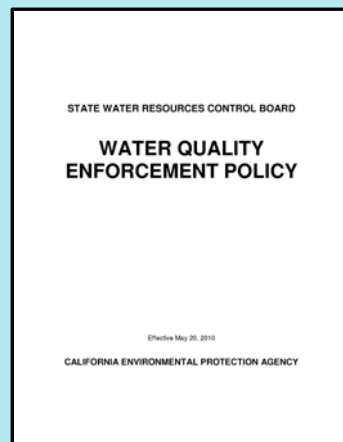 STATE WATER RESOURCES CONTROL BOARD
WATER QUALITY
ENFORCEMENT POLICY
Effective May 20, 2010
CALIFORNIA ENVIRONMENTAL PROTECTION AGENCY